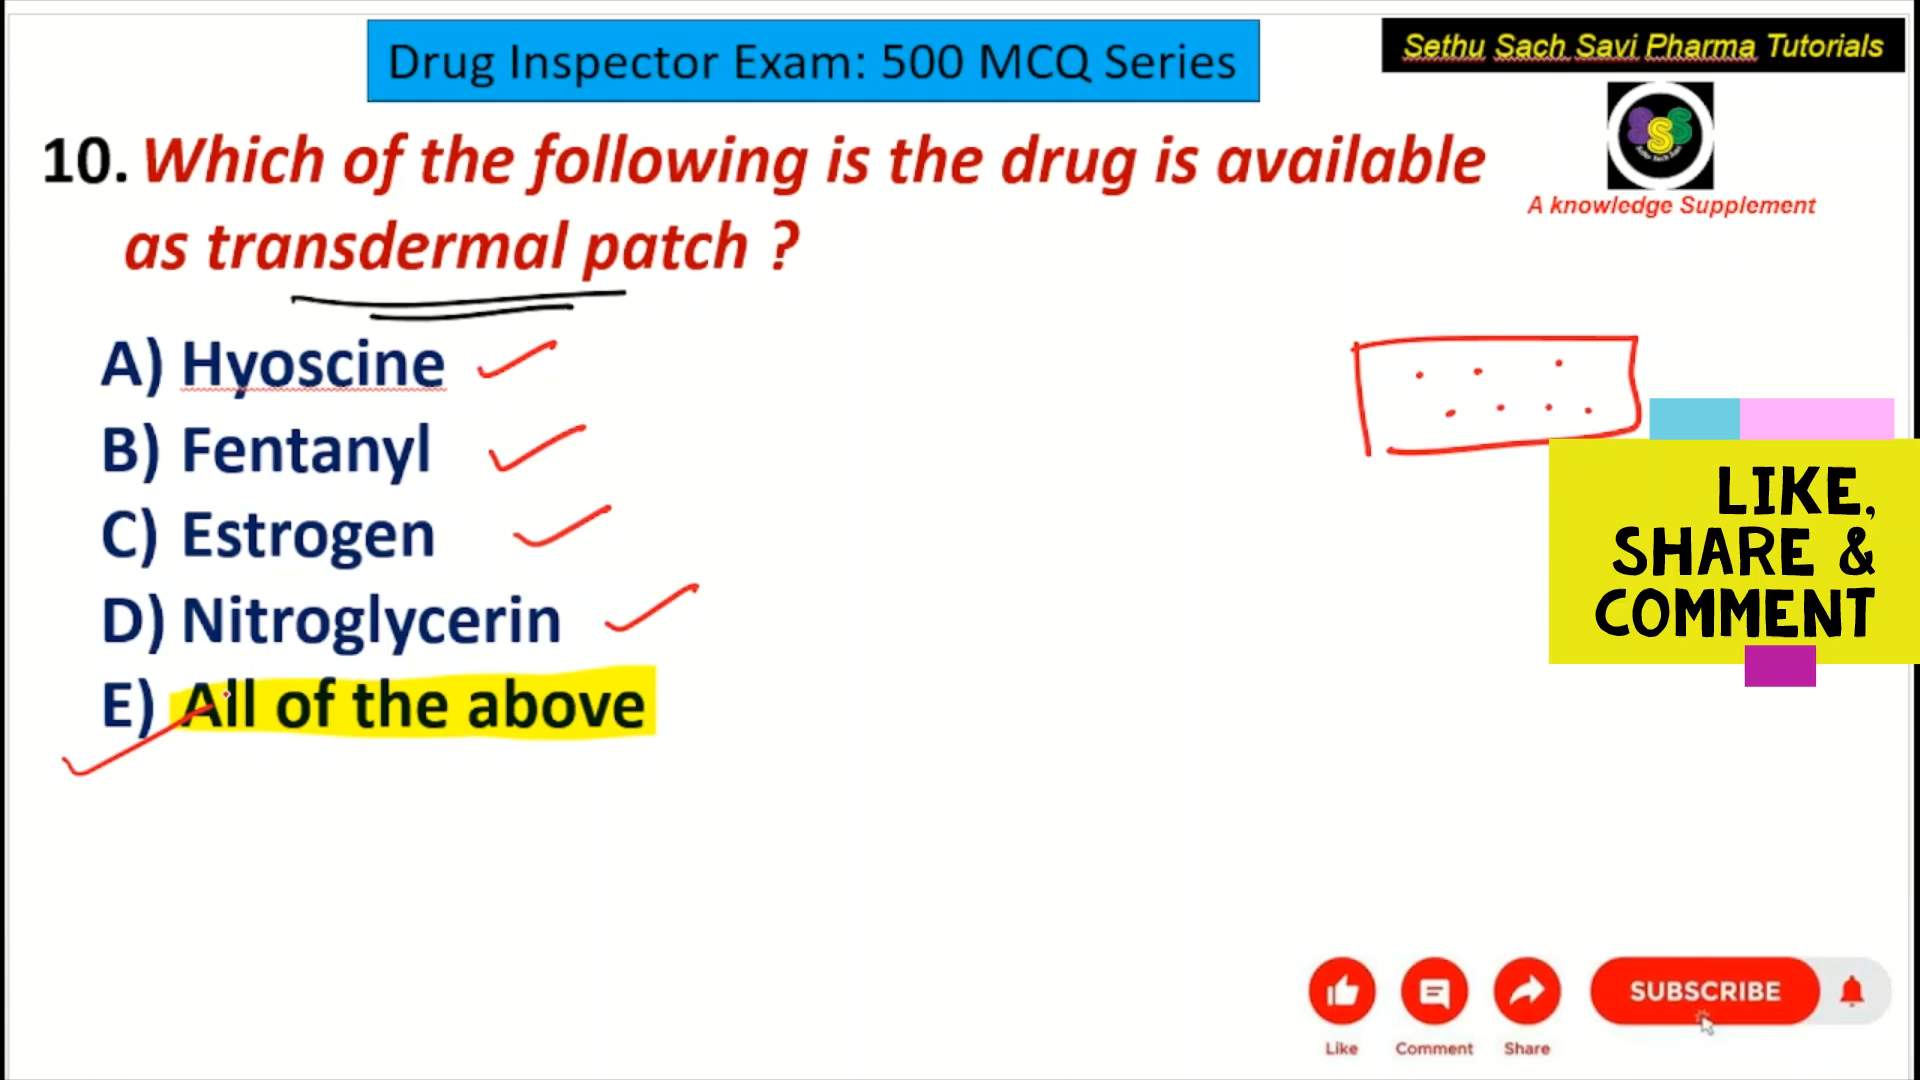 Drug Inspector Exam: 500 MCQ Series
Sethu Sach Savi Pharma Tutorials
SSS
A knowledge Supplement
10. Which of the following is the drug is available
as transdermal patch ?
A) Hyoscine
B) Fentanyl
C) Estrogen
D) Nitroglycerin
E) All of the above
LIKE,
SHARE &
COMMENT
SUBSCRIBE
Like Comment Share